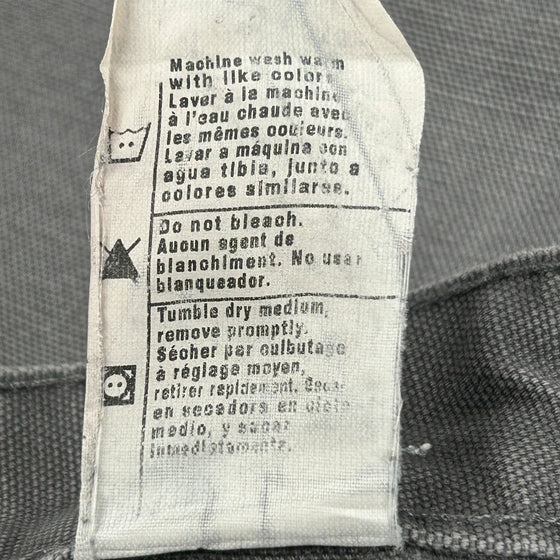 Machine wash warm
with like colors
Laver à la machine
à l'eau chaude avec
les mêmes couleurs.
Lavar a máquina con
agua tibia, junto a
colores similares.
Do not bleach.
Aucun agent de
blanchiment. No usar
blanqueador.
Tumble dry medium,
remove promptly.
Sécher par culbutage
à réglage moyen,
retirer rapidement. Secar
en secadora en ciclo
medio, y sacar
inmediatamente.